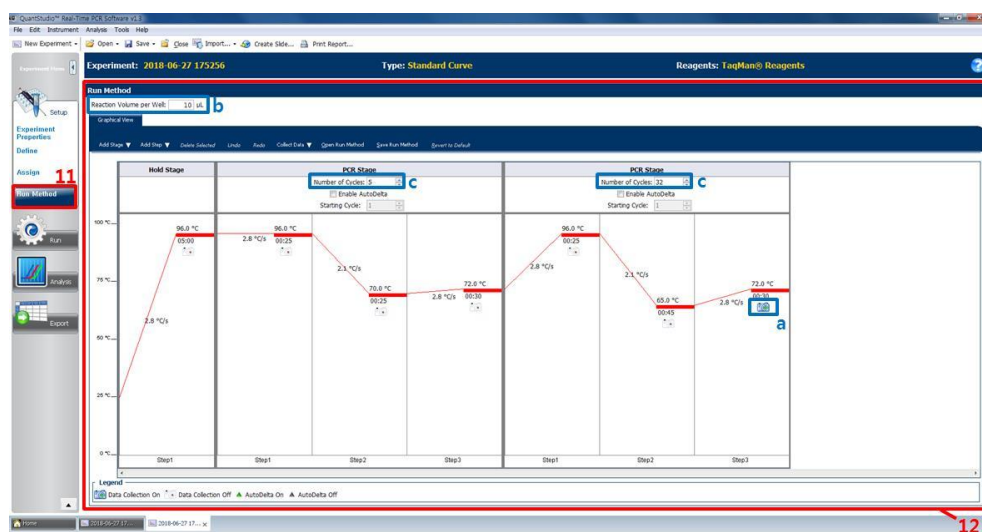 QuantStudio™ Real-Time PCR Software v1.3
File Edit Instrument Analysis Tools Help
New Experiment Open Save Close Import... Create Slide... Print Report...
Experiment: 2018-06-27 175256 Type: Standard Curve Reagents: TaqMan® Reagents
Run Method
Reaction Volume per Well: 10 µL b
Graphical View
Setup
Experiment Properties
Define
Assign
11
Run Method
Run
Analysis
Export
Add Stage ▼ Add Step ▼ Delete Selected Undo Redo Collect Data ▼ Open Run Method Save Run Method Revert to Default
Hold Stage PCR Stage PCR Stage
Number of Cycles: 5 c Number of Cycles: 32 c
Enable AutoDelta Enable AutoDelta
Starting Cycle: 1 Starting Cycle: 1
100 °C
96.0 °C 96.0 °C 96.0 °C
05:00 2.8 °C/s 00:25 00:25
2.1 °C/s 2.8 °C/s 2.1 °C/s
75 °C
70.0 °C 72.0 °C 72.0 °C
00:25 2.8 °C/s 00:30 65.0 °C 2.8 °C/s 00:30
00:45 a
2.8 °C/s
50 °C
25 °C
0 °C
Step1 Step1 Step2 Step3 Step1 Step2 Step3
Legend
Data Collection On Data Collection Off AutoDelta On AutoDelta Off
Home 2018-06-27 17... 2018-06-27 17... x
12